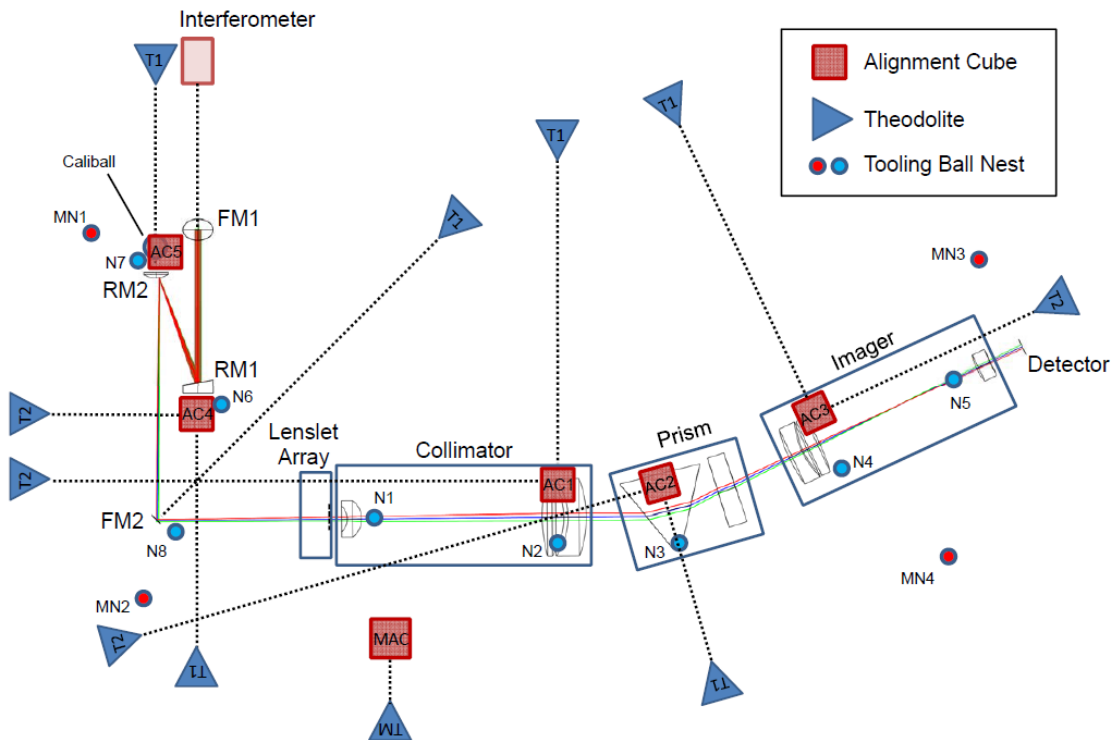 Interferometer
T1
Alignment Cube
T1
Theodolite
T1
Caliball
Tooling Ball Nest
MN1
FM1
T1
AC5
N7
MN3
RM2
T2
Imager
RM1
Detector
N6
T2
AC4
AC3
N5
Lenslet
Array
Collimator
Prism
T2
AC1
AC2
N4
N1
FM2
N8
N2
N3
MN4
MN2
T2
MAC
T1
T1
TM